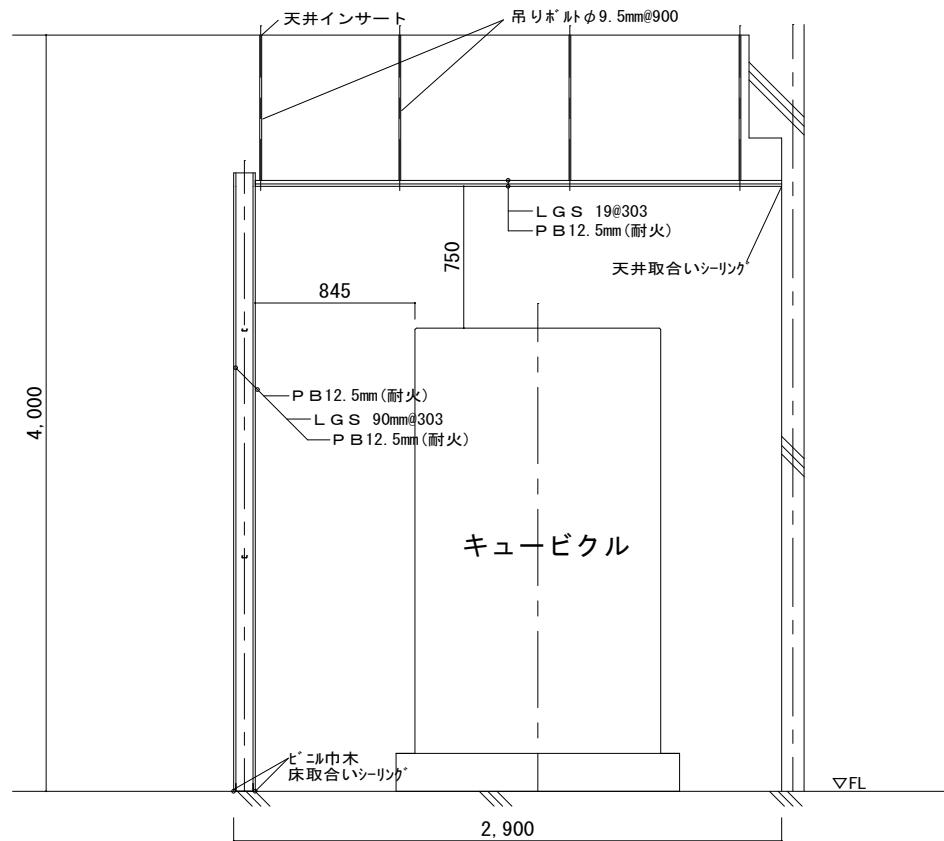 天井インサート
吊りボルトφ9.5mm@900
LGS 19@303
PB12.5mm(耐火)
750
天井取合いシーリング
845
4,000
PB12.5mm(耐火)
LGS 90mm@303
PB12.5mm(耐火)
キュービクル
ビニル巾木
床取合いシーリング
▽FL
2,900